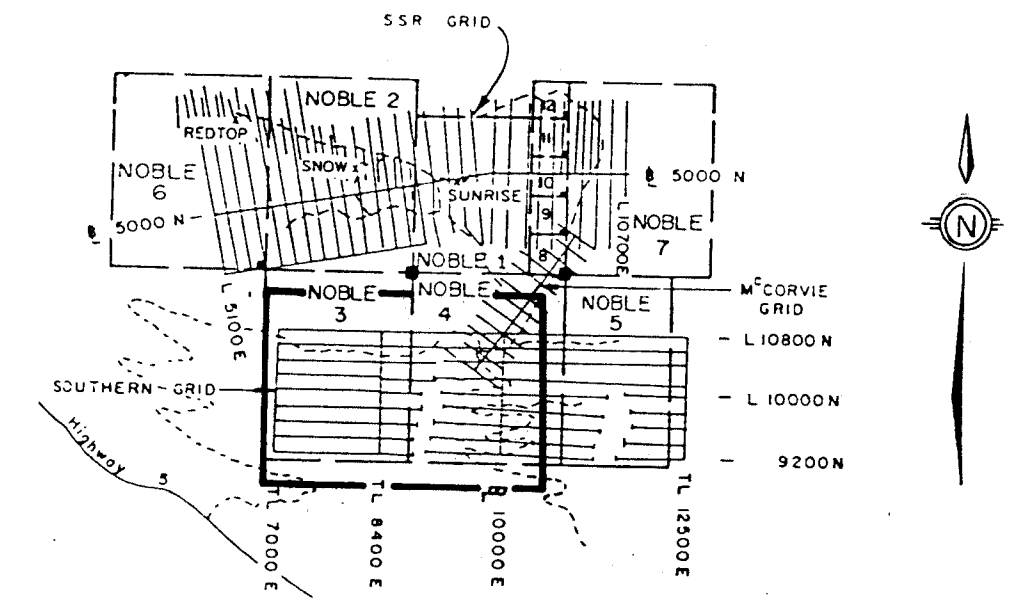 SSR GRID
NOBLE 2
12
REDTOP
11
NOBLE
6
SNOW x
10
5000 N
SUNRISE
9
L 10700E
NOBLE
7
5000 N
NOBLE 1
8
L 5100E
NOBLE
3
NOBLE
4
NOBLE
5
McCORVIE
GRID
L 10800 N
SOUTHERN GRID
L 10000 N
Highway 5
9200 N
TL 7000 E
TL 8400 E
BL 10000 E
TL 12500 E
N